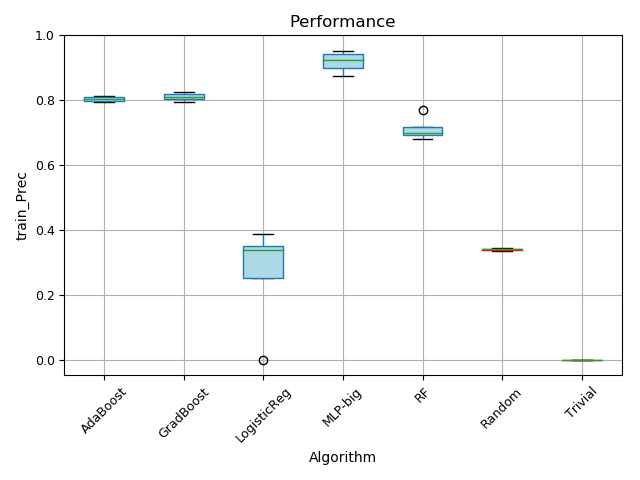 Performance
train_Prec
1.0
0.8
0.6
0.4
0.2
0.0
AdaBoost
GradBoost
LogisticReg
MLP-big
RF
Random
Trivial
Algorithm